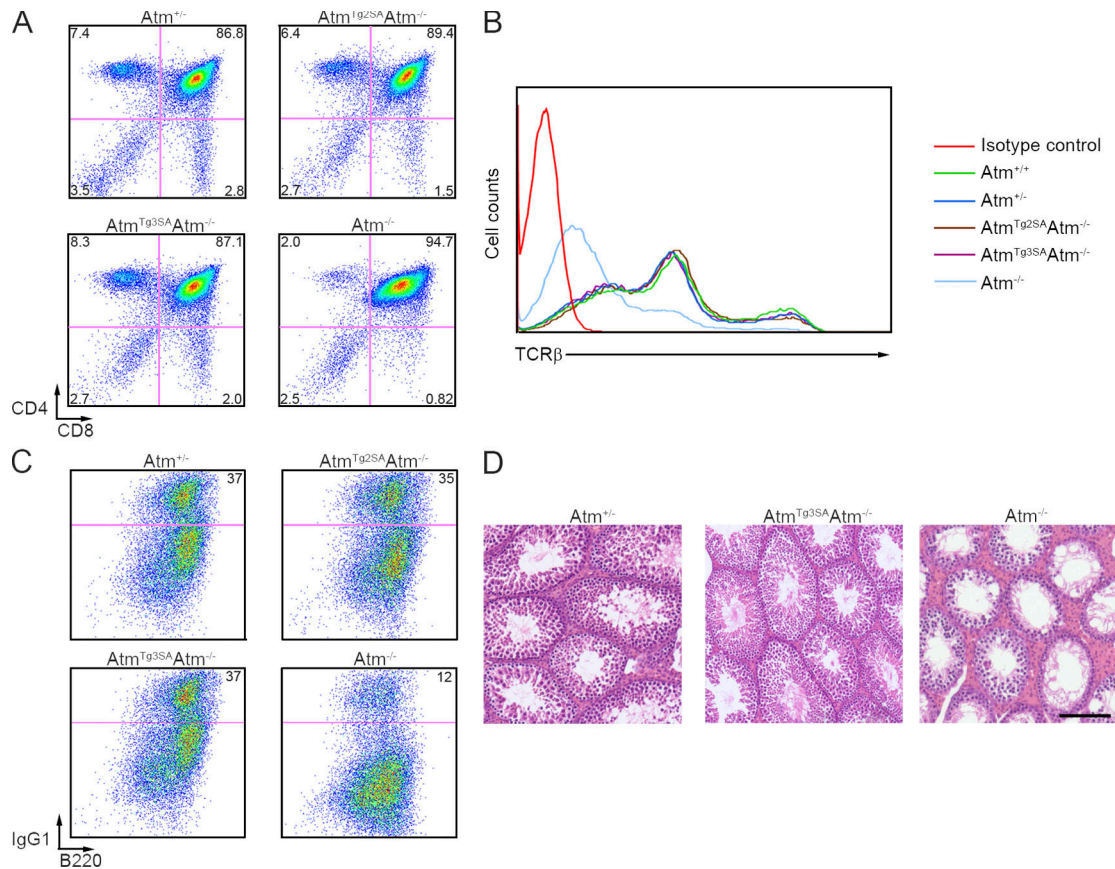 A
Atm+/-
7.4 86.8
3.5 2.8
AtmTg2SAAtm-/-
6.4 89.4
2.7 1.5
AtmTg3SAAtm-/-
8.3 87.1
2.7 2.0
Atm-/-
2.0 94.7
2.5 0.82
CD4
CD8
B
Cell counts
TCRβ
Isotype control
Atm+/+
Atm+/-
AtmTg2SAAtm-/-
AtmTg3SAAtm-/-
Atm-/-
C
Atm+/-
37
AtmTg2SAAtm-/-
35
AtmTg3SAAtm-/-
37
Atm-/-
12
IgG1
B220
D
Atm+/-
AtmTg3SAAtm-/-
Atm-/-